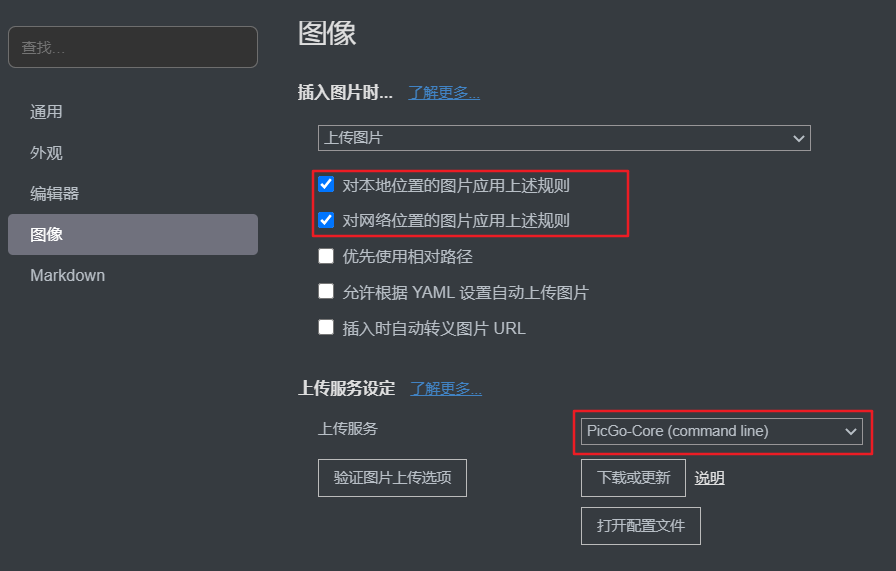 图像
查找...
插入图片时... 了解更多...
通用
上传图片
外观
对本地位置的图片应用上述规则
编辑器
对网络位置的图片应用上述规则
图像
优先使用相对路径
Markdown
允许根据 YAML 设置自动上传图片
插入时自动转义图片 URL
上传服务设定 了解更多...
上传服务 PicGo-Core (command line)
验证图片上传选项 下载或更新 说明
打开配置文件